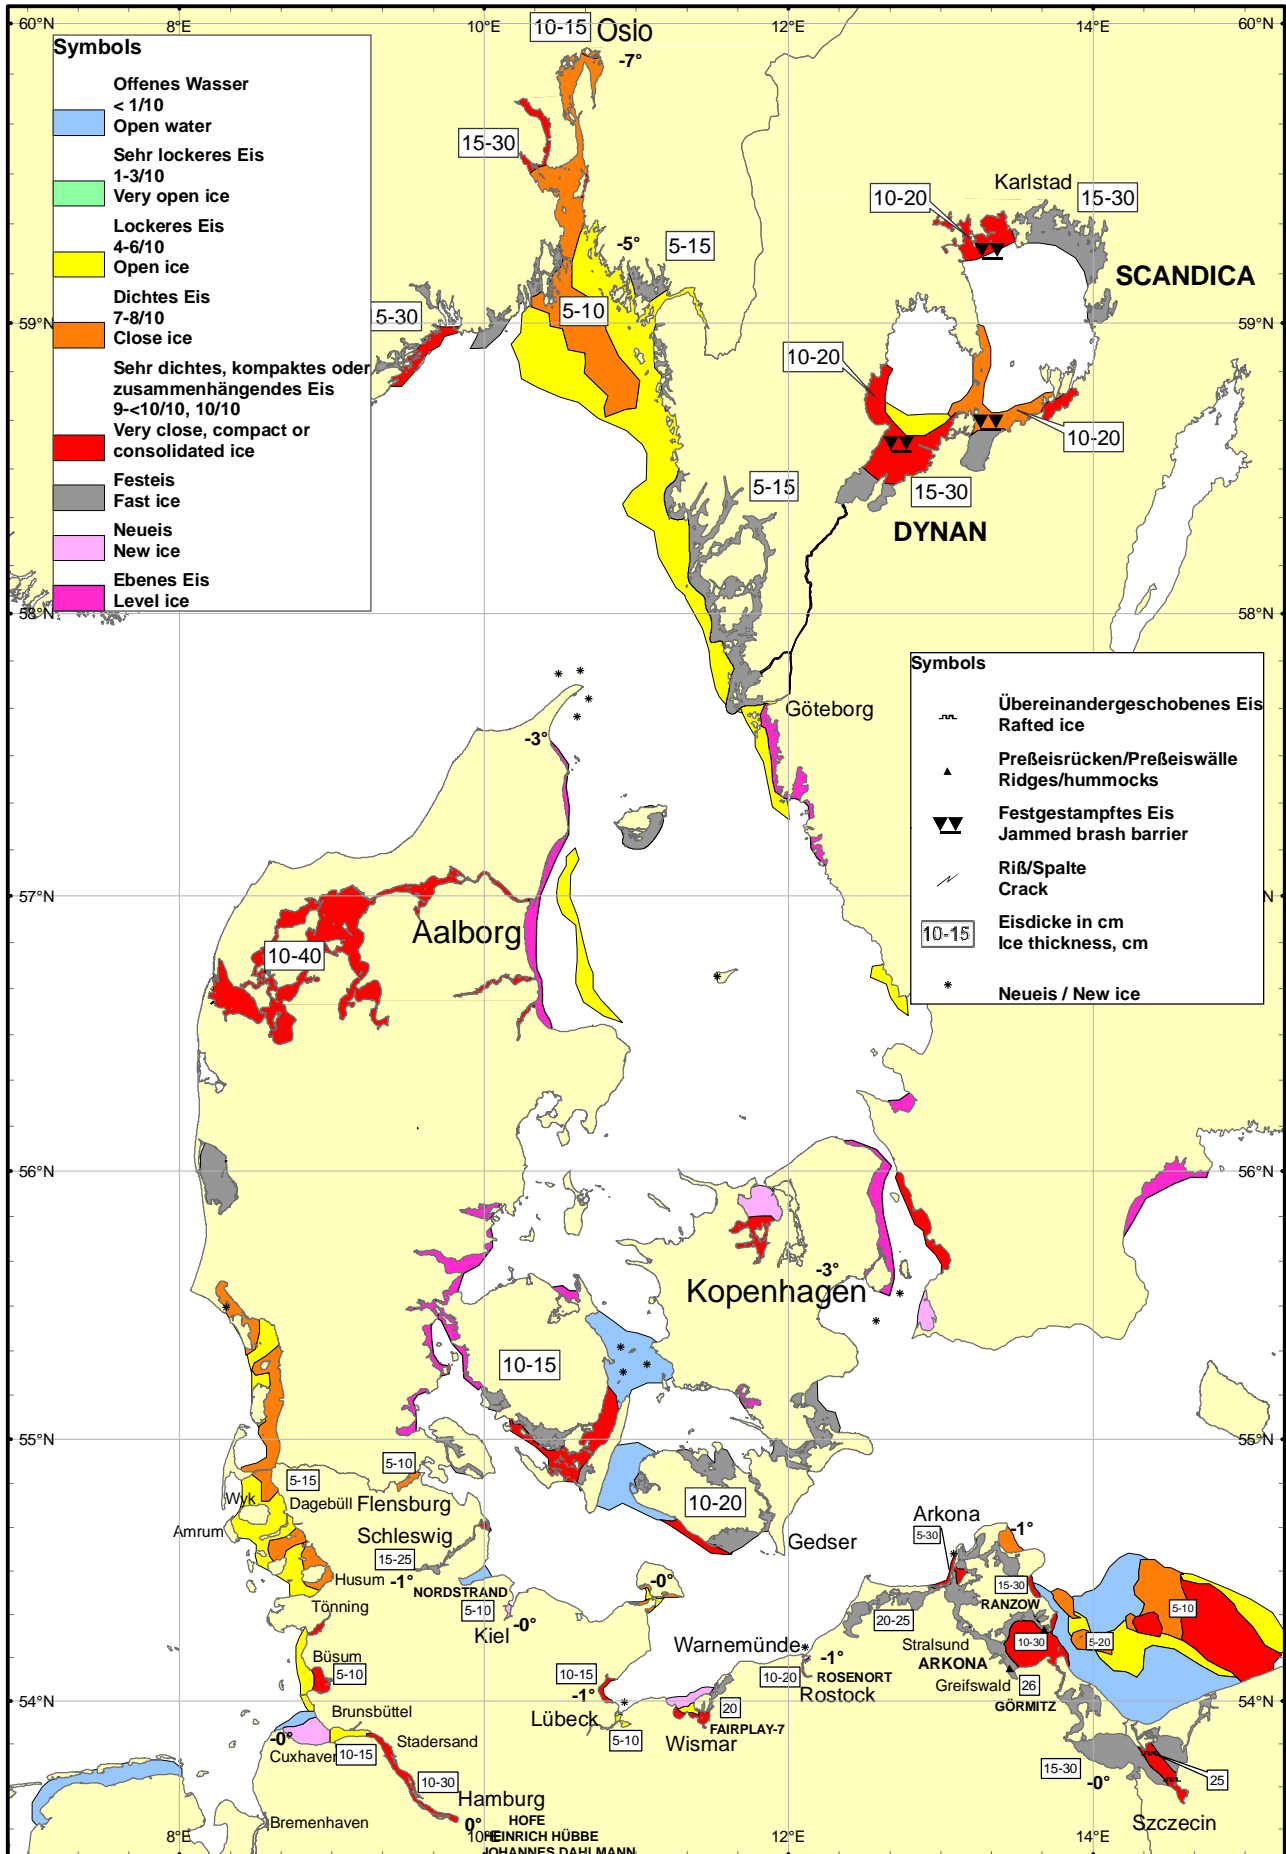 60°N
8°E
10°E
12°E
14°E
60°N
Symbols
Offenes Wasser
< 1/10
Open water
Sehr lockeres Eis
1-3/10
Very open ice
Lockeres Eis
4-6/10
Open ice
Dichtes Eis
7-8/10
Close ice
Sehr dichtes, kompaktes oder
zusammenhängendes Eis
9-<10/10, 10/10
Very close, compact or
consolidated ice
Festeis
Fast ice
Neueis
New ice
Ebenes Eis
Level ice
10-15
Oslo
-7°
15-30
-5°
5-15
5-10
15-30
Karlstad
10-20
15-30
SCANDICA
59°N
59°N
10-20
10-20
15-30
DYNAN
5-15
58°N
58°N
Göteborg
-3°
Symbols
Übereinandergeschobenes Eis
Rafted ice
Preßeisrücken/Preßeiswälle
Ridges/hummocks
Festgestampftes Eis
Jammed brash barrier
Riß/Spalte
Crack
10-15
Eisdicke in cm
Ice thickness, cm
Neueis / New ice
57°N
Aalborg
10-40
56°N
56°N
-3°
Kopenhagen
10-15
55°N
55°N
5-15
5-10
Wyk
Dagebüll
Flensburg
Amrum
Schleswig
15-25
Husum
-1°
NORDSTRAND
Tönning
5-10
Kiel
-0°
-0°
10-20
Gedser
Arkona
5-30
-1°
15-30
RANZOW
20-25
5-10
5-20
10-30
Stralsund
ARKONA
Greifswald
26
GÖRMITZ
Warnemünde
-1°
ROSENORT
10-20
Rostock
Büsum
5-10
10-15
-1°
Lübeck
5-10
20
FAIRPLAY-7
Wismar
54°N
54°N
Brunsbüttel
-0°
Cuxhaven
Stadersand
10-15
10-30
Hamburg
0°
Bremenhaven
HOFE
HEINRICH HÜBBE
JOHANNES DAHLMANN
15-30
-0°
25
Szczecin
8°E
10°E
12°E
14°E